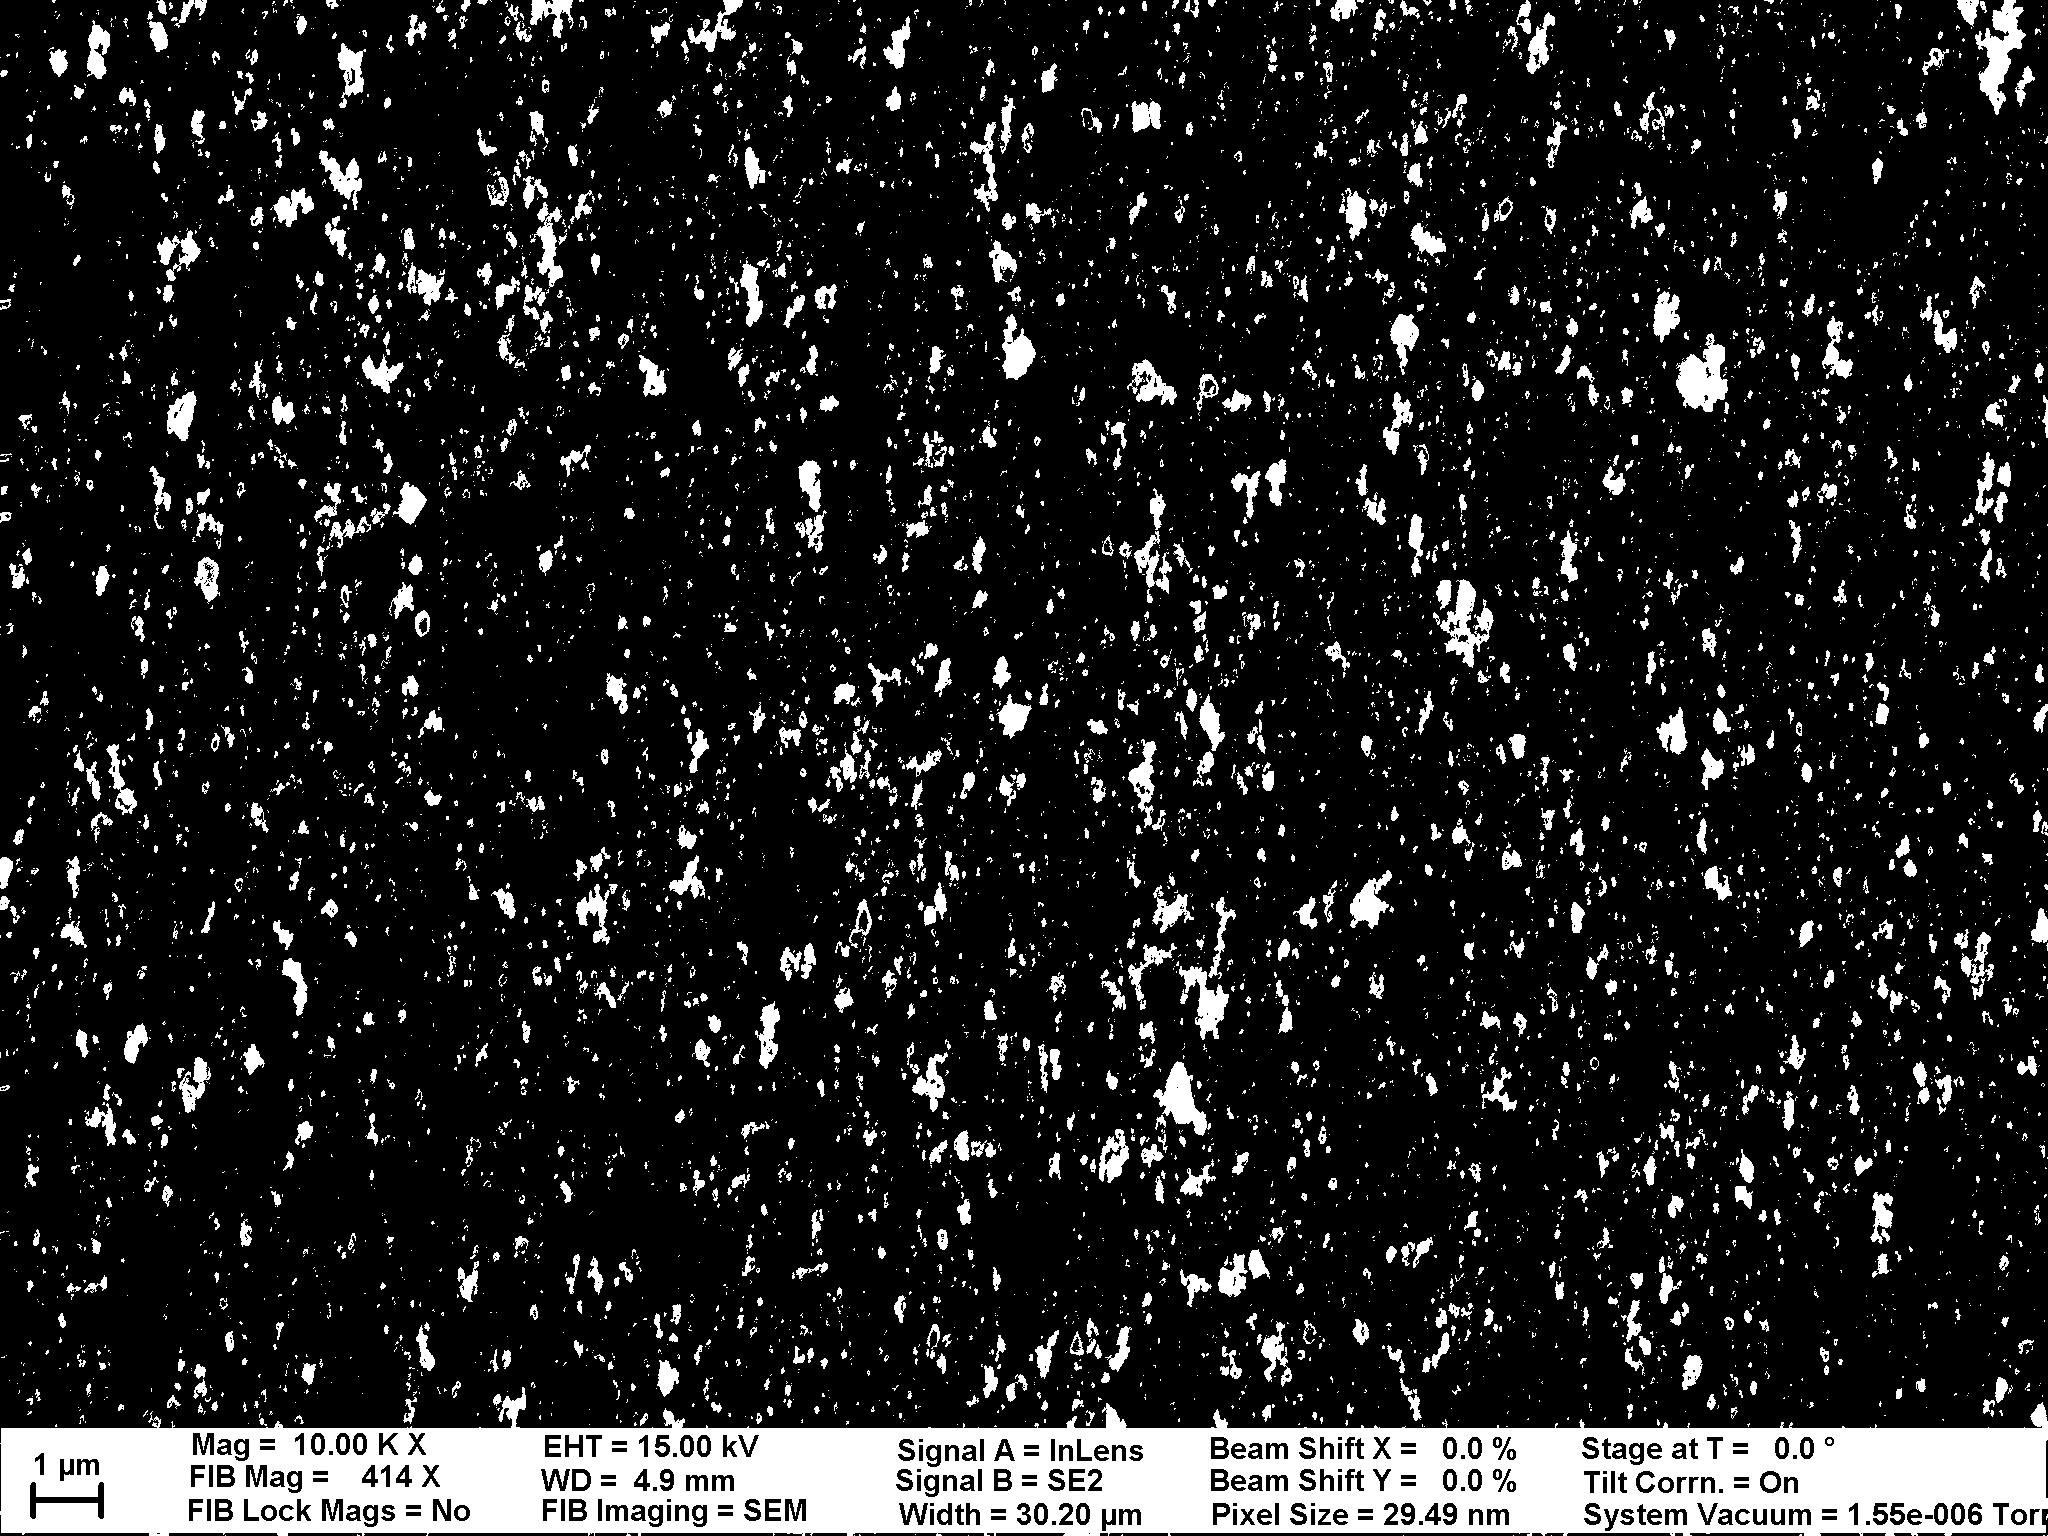 1 µm
Mag = 10.00 K X
FIB Mag = 414 X
FIB Lock Mags = No
EHT = 15.00 kV
WD = 4.9 mm
FIB Imaging = SEM
Signal A = InLens
Signal B = SE2
Width = 30.20 µm
Beam Shift X = 0.0 %
Beam Shift Y = 0.0 %
Pixel Size = 29.49 nm
Stage at T = 0.0 °
Tilt Corrn. = On
System Vacuum = 1.55e-006 Torr